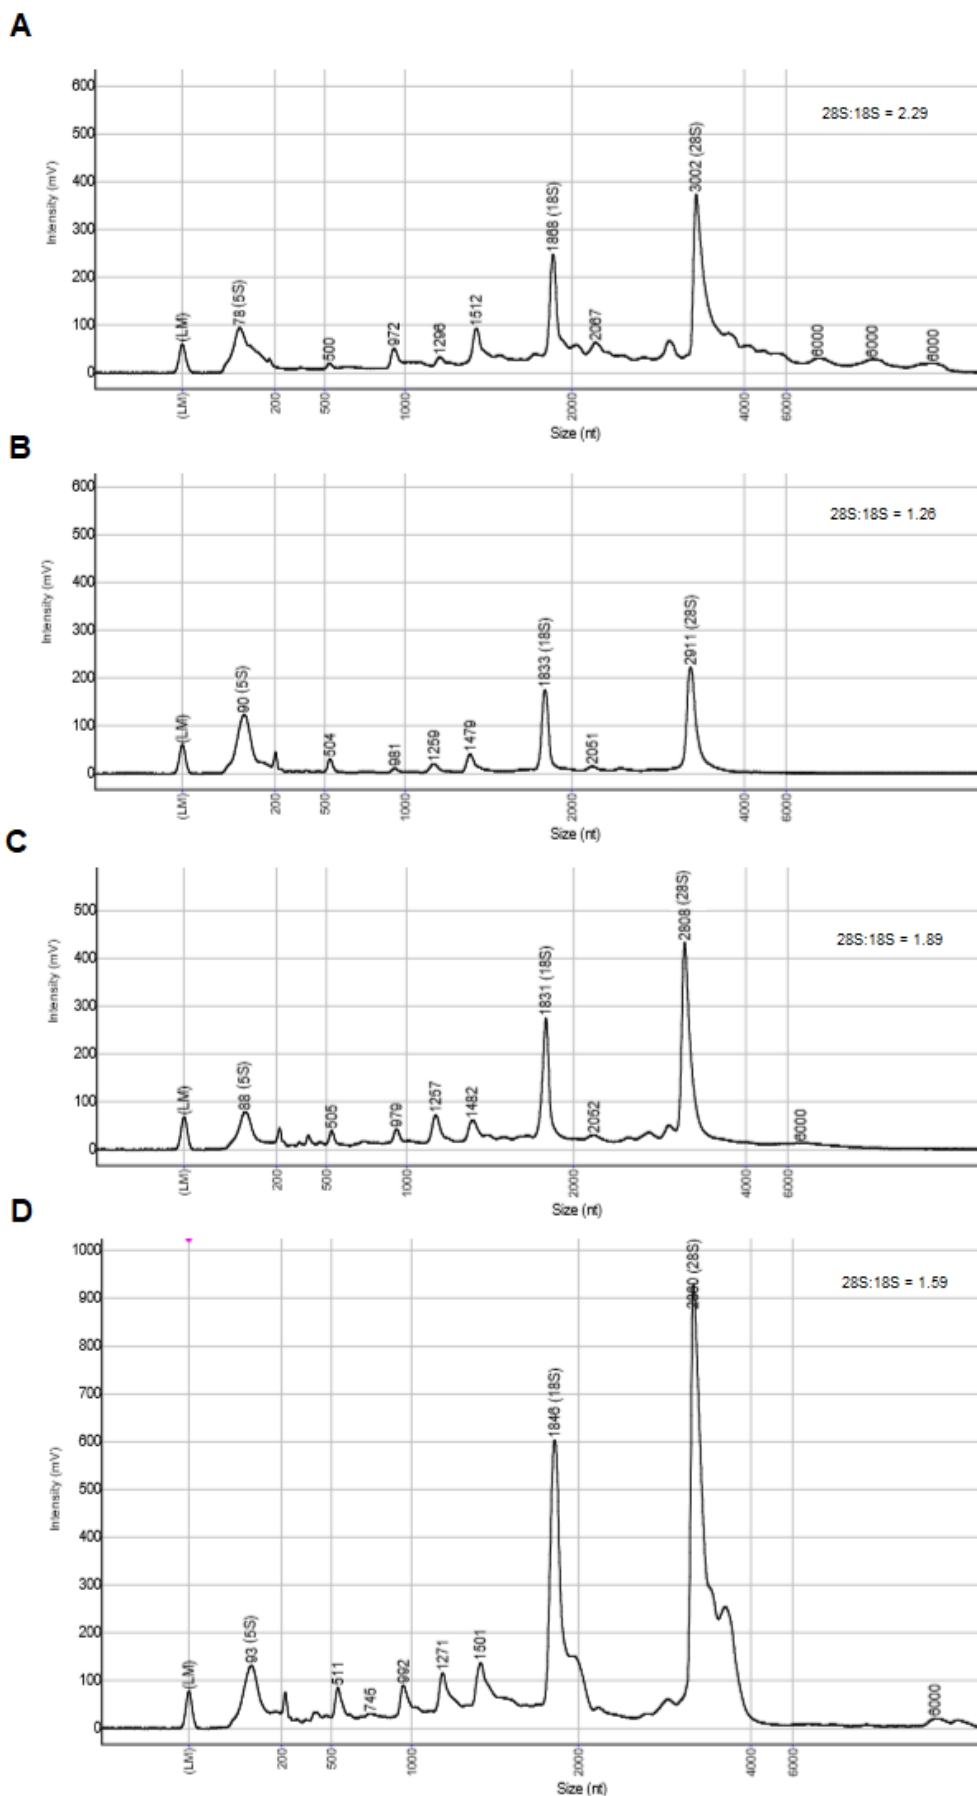 A
600
28S:18S = 2.29
500
3002 (28S)
400
Intensity (mV)
1868 (18S)
300
200
78 (5S)
1512
(LM)
2067
100
972
1296
500
6000
6000
6000
0
(LM)
200
500
1000
2000
4000
6000
Size (nt)
B
600
28S:18S = 1.26
500
400
Intensity (mV)
2911 (28S)
1833 (18S)
300
200
90 (5S)
(LM)
100
504
981
1259
1479
2051
0
(LM)
200
500
1000
2000
4000
6000
Size (nt)
C
2808 (28S)
500
28S:18S = 1.89
400
Intensity (mV)
1831 (18S)
300
200
88 (5S)
(LM)
100
505
979
1257
1482
2052
6000
0
(LM)
200
500
1000
2000
4000
6000
Size (nt)
D
1000
(28S)
28S:18S = 1.59
900
800
700
1846 (18S)
600
Intensity (mV)
500
400
300
200
93 (5S)
(LM)
100
511
745
992
1271
1501
6000
0
(LM)
200
500
1000
2000
4000
6000
Size (nt)